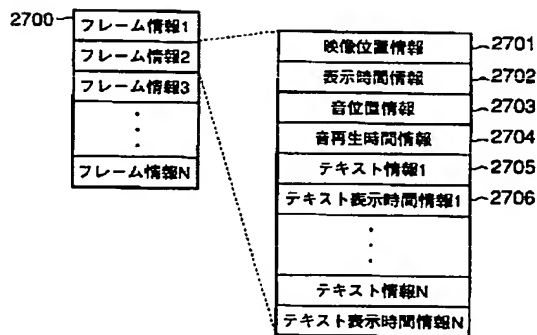 2700
フレーム情報1
フレーム情報2
フレーム情報3
フレーム情報N
映像位置情報 2701
表示時間情報 2702
音位置情報 2703
音再生時間情報 2704
テキスト情報1 2705
テキスト表示時間情報1 2706
テキスト情報N
テキスト表示時間情報N